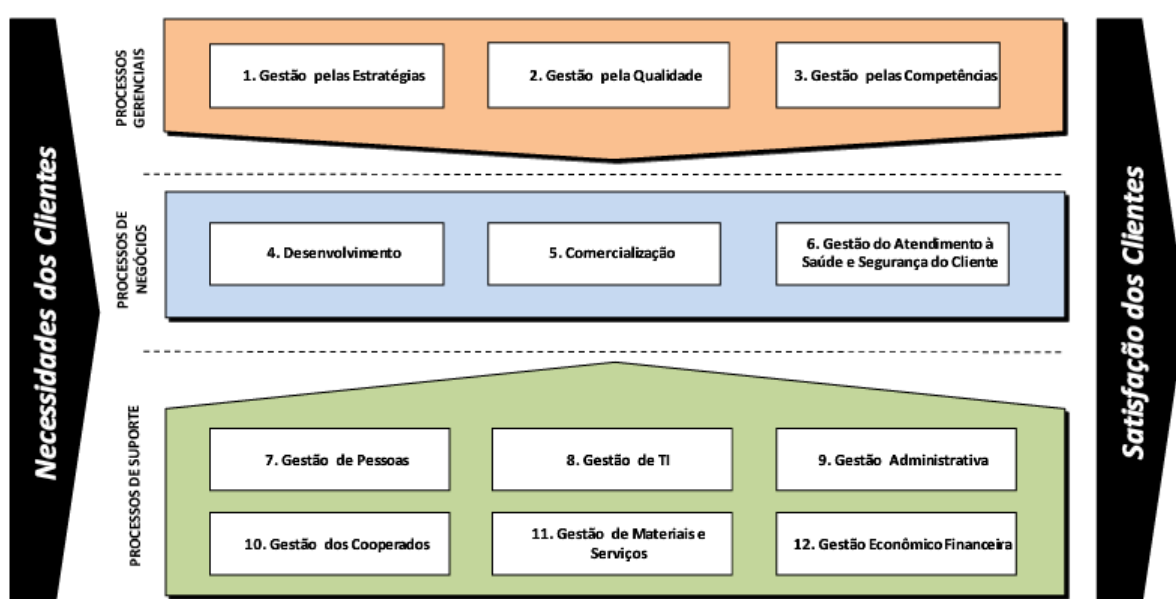 Necessidades dos Clientes
PROCESSOS
GERENCIAIS
1. Gestão pelas Estratégias
2. Gestão pela Qualidade
3. Gestão pelas Competências
PROCESSOS DE
NEGÓCIOS
4. Desenvolvimento
5. Comercialização
6. Gestão do Atendimento à
Saúde e Segurança do Cliente
PROCESSOS DE SUPORTE
7. Gestão de Pessoas
8. Gestão de TI
9. Gestão Administrativa
10. Gestão dos Cooperados
11. Gestão de Materiais e
Serviços
12. Gestão Econômico Financeira
Satisfação dos Clientes